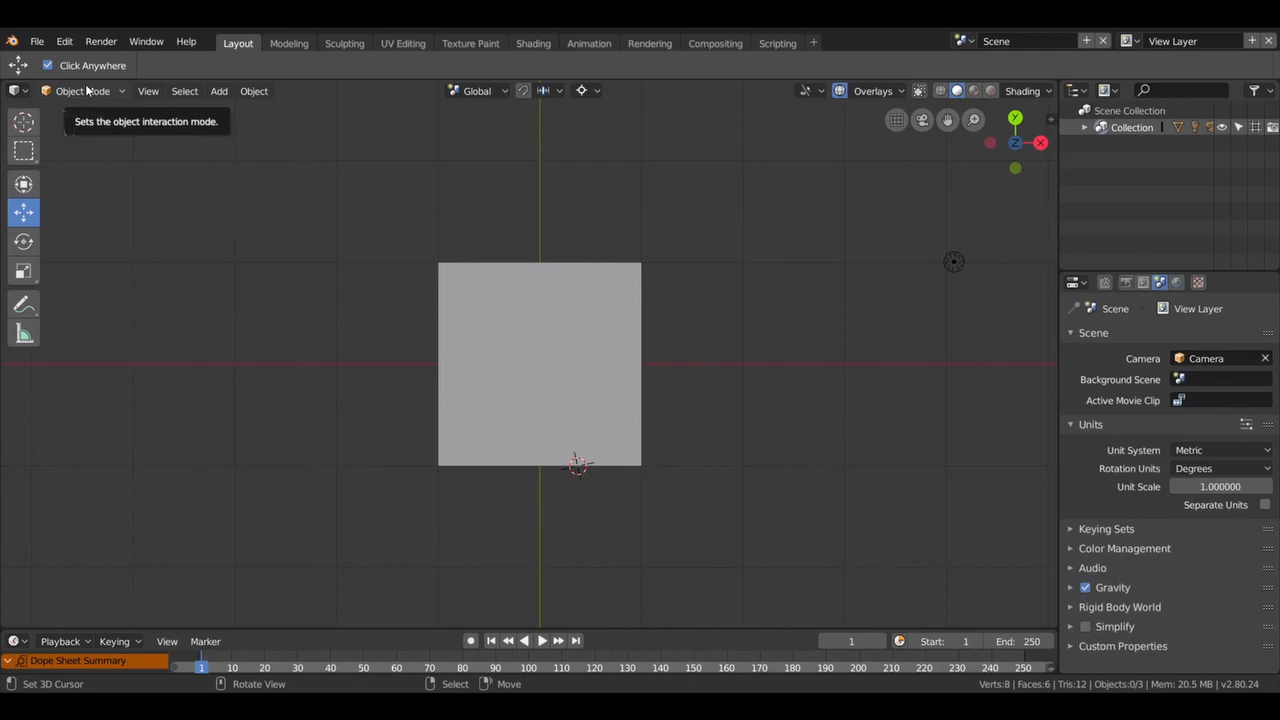 File Edit Render Window Help Layout Modeling Sculpting UV Editing Texture Paint Shading Animation Rendering Compositing Scripting + Scene View Layer
Click Anywhere
Object Mode View Select Add Object Global Overlays Shading
Sets the object interaction mode.
Y
Z X
Scene Collection
Collection
Scene View Layer
Scene
Camera Camera
Background Scene
Active Movie Clip
Units
Unit System Metric
Rotation Units Degrees
Unit Scale 1.000000
Separate Units
Keying Sets
Color Management
Audio
Gravity
Rigid Body World
Simplify
Custom Properties
Playback Keying View Marker 1 Start: 1 End: 250
Dope Sheet Summary 1 10 20 30 40 50 60 70 80 90 100 110 120 130 140 150 160 170 180 190 200 210 220 230 240 250
Set 3D Cursor Rotate View Select Move Verts:8 | Faces:6 | Tris:12 | Objects:0/3 | Mem: 20.5 MB | v2.80.24